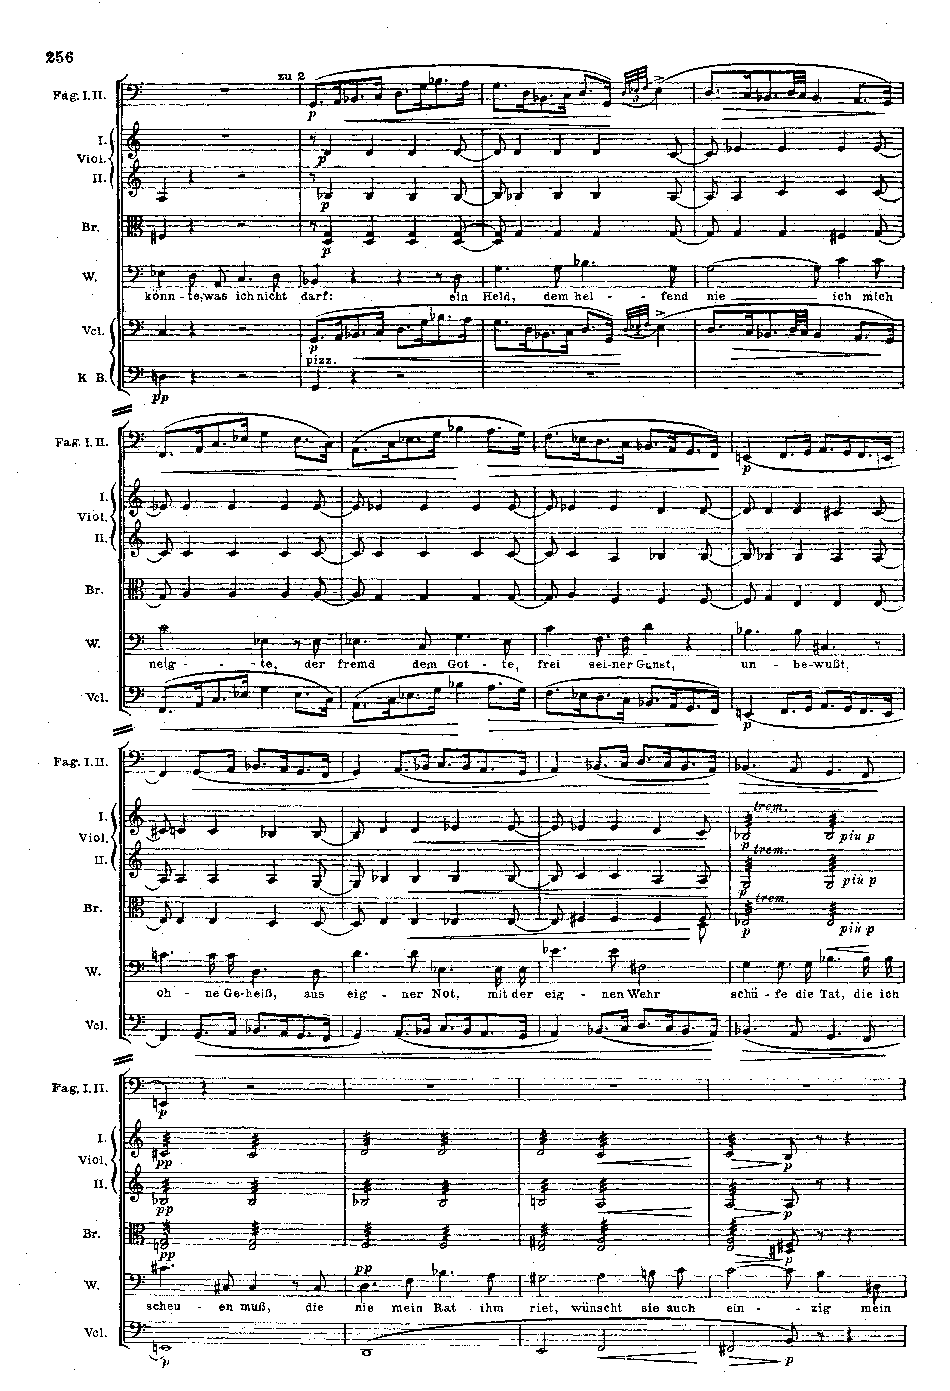 256
zu 2
Fag. I. II.
p
I.
Viol.
p
II.
p
Br.
p
W.
könn - te, was ich nicht darf: ein Held, dem hel - - fend nie ich mich
Vcl.
p
pizz.
K. B.
pp
Fag. I. II.
p
I.
Viol.
II.
Br.
W.
neig - - te, der fremd dem Got - te, frei sei-ner Gunst, un - be-wußt,
Vcl.
p
Fag. I. II.
I.
trem.
Viol.
p più p
II.
trem.
p più p
Br.
trem.
p più p
W.
oh - ne Ge-heiß, aus eig - ner Not, mit der eig - nen Wehr schü - fe die Tat, die ich
Vcl.
Fag. I. II.
p
I.
Viol.
pp p
II.
pp p
Br.
pp p
pp
W.
scheu - en muß, die nie mein Rat ihm riet, wünscht sie auch ein - - zig mein
Vcl.
p p